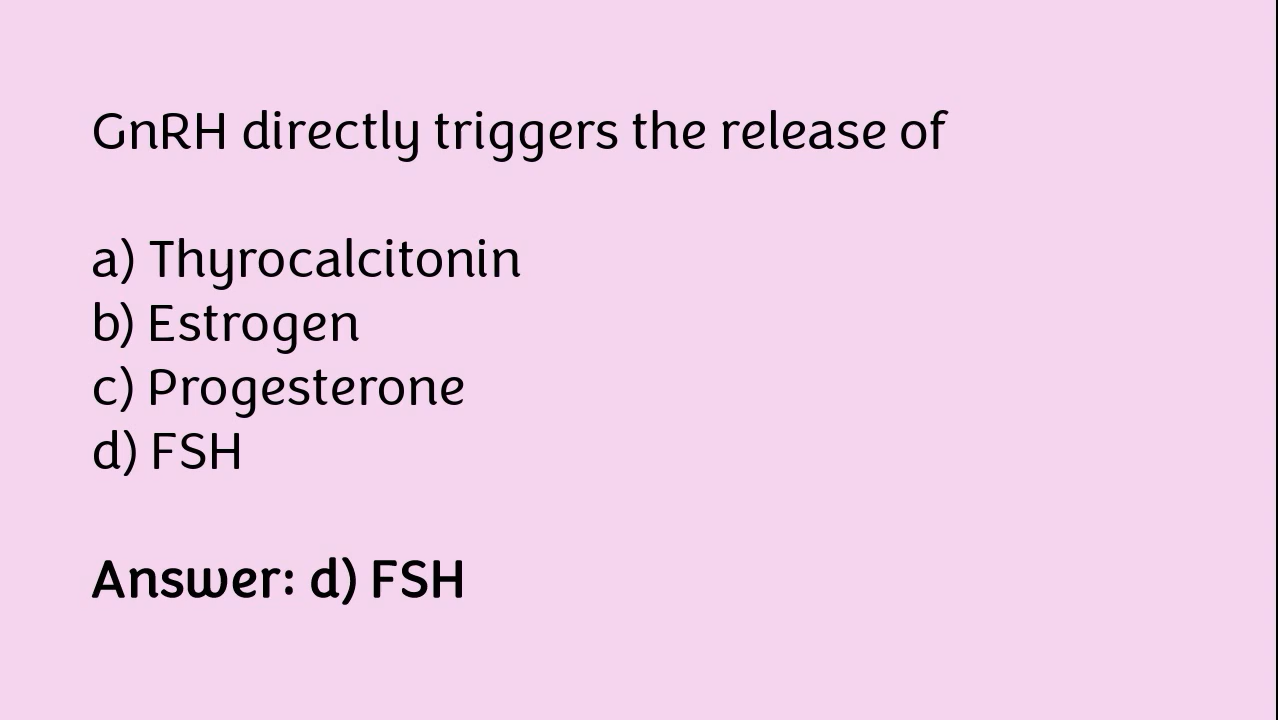 GnRH directly triggers the release of
a) Thyrocalcitonin
b) Estrogen
c) Progesterone
d) FSH
Answer: d) FSH